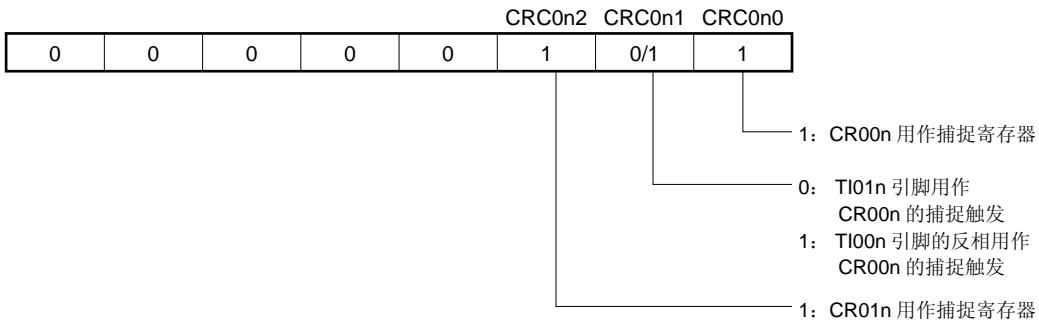 CRC0n2 CRC0n1 CRC0n0
0 0 0 0 0 1 0/1 1
1：CR00n 用作捕捉寄存器
0： TI01n 引脚用作
CR00n 的捕捉触发
1： TI00n 引脚的反相用作
CR00n 的捕捉触发
1：CR01n 用作捕捉寄存器